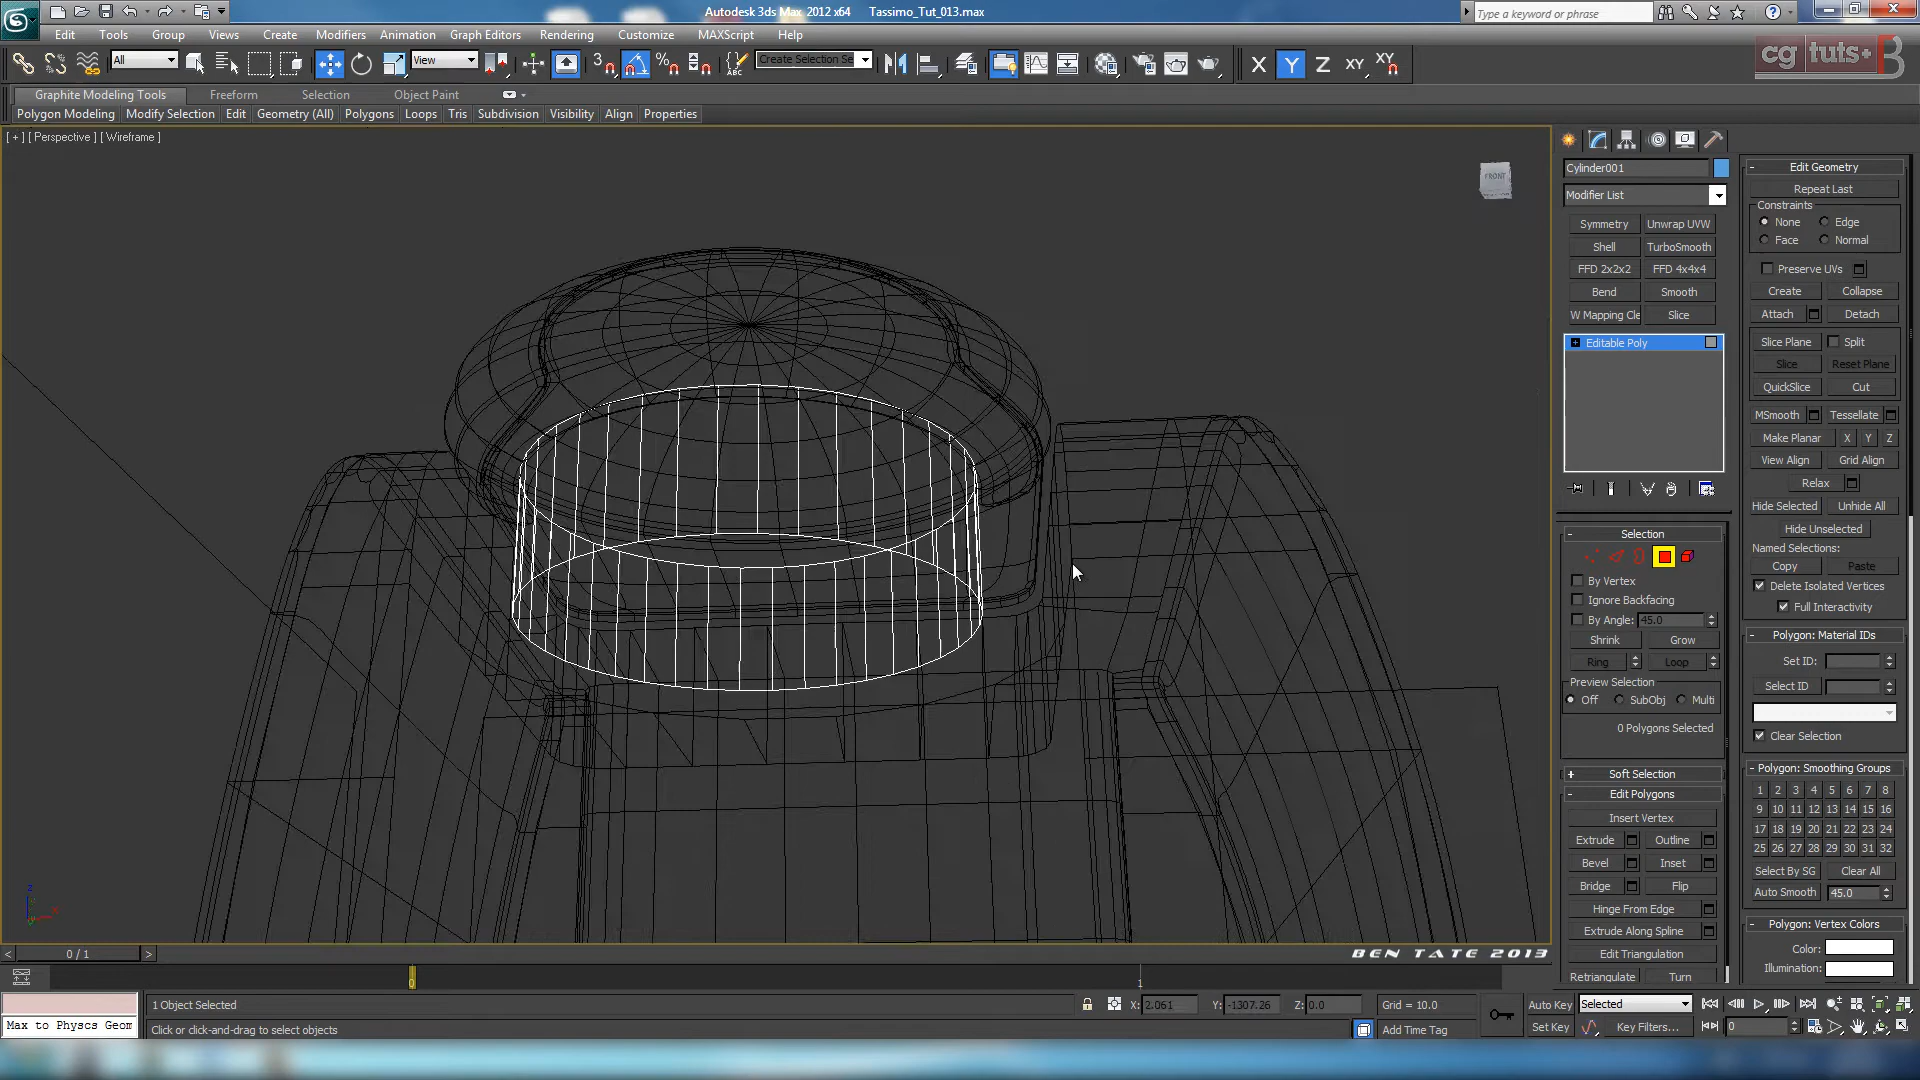 Autodesk 3ds Max 2012 x64 Tassimo_Tut_013.max
Type a keyword or phrase
Edit Tools Group Views Create Modifiers Animation Graph Editors Rendering Customize MAXScript Help
All View Create Selection Se X Y Z XY XY
cg tuts+
Graphite Modeling Tools Freeform Selection Object Paint
Polygon Modeling Modify Selection Edit Geometry (All) Polygons Loops Tris Subdivision Visibility Align Properties
[ + ] [ Perspective ] [ Wireframe ]
FRONT
Cylinder001
Modifier List
Symmetry Unwrap UVW
Shell TurboSmooth
FFD 2x2x2 FFD 4x4x4
Bend Smooth
W Mapping Cle Slice
Editable Poly
Selection
By Vertex
Ignore Backfacing
By Angle: 45.0
Shrink Grow
Ring Loop
Preview Selection
Off SubObj Multi
0 Polygons Selected
Soft Selection
Edit Polygons
Insert Vertex
Extrude Outline
Bevel Inset
Bridge Flip
Hinge From Edge
Extrude Along Spline
Edit Triangulation
Retriangulate Turn
Edit Geometry
Repeat Last
Constraints
None Edge
Face Normal
Preserve UVs
Create Collapse
Attach Detach
Slice Plane Split
Slice Reset Plane
QuickSlice Cut
MSmooth Tessellate
Make Planar X Y Z
View Align Grid Align
Relax
Hide Selected Unhide All
Hide Unselected
Named Selections:
Copy Paste
Delete Isolated Vertices
Full Interactivity
Polygon: Material IDs
Set ID:
Select ID
Clear Selection
Polygon: Smoothing Groups
1 2 3 4 5 6 7 8
9 10 11 12 13 14 15 16
17 18 19 20 21 22 23 24
25 26 27 28 29 30 31 32
Select By SG Clear All
Auto Smooth 45.0
Polygon: Vertex Colors
Color:
Illumination:
z x
< 0 / 1 >
BEN TATE 2013
0 1
1 Object Selected X: 2.061 Y: -1307.26 Z: 0.0 Grid = 10.0 Auto Key Selected
Max to Physcs Geom Click or click-and-drag to select objects Add Time Tag Set Key Key Filters... 0